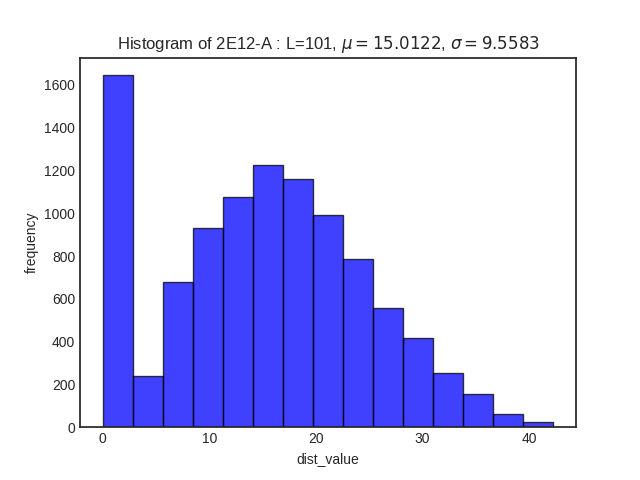 Histogram of 2E12-A : L=101, μ = 15.0122, σ = 9.5583
1600
1400
1200
1000
800
600
400
200
0
frequency
0 10 20 30 40
dist_value